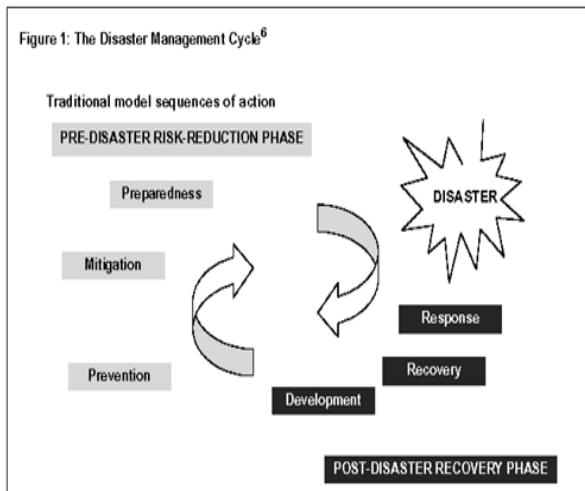 Figure 1: The Disaster Management Cycle6
Traditional model sequences of action
PRE-DISASTER RISK-REDUCTION PHASE
Preparedness
DISASTER
Mitigation
Response
Prevention
Recovery
Development
POST-DISASTER RECOVERY PHASE